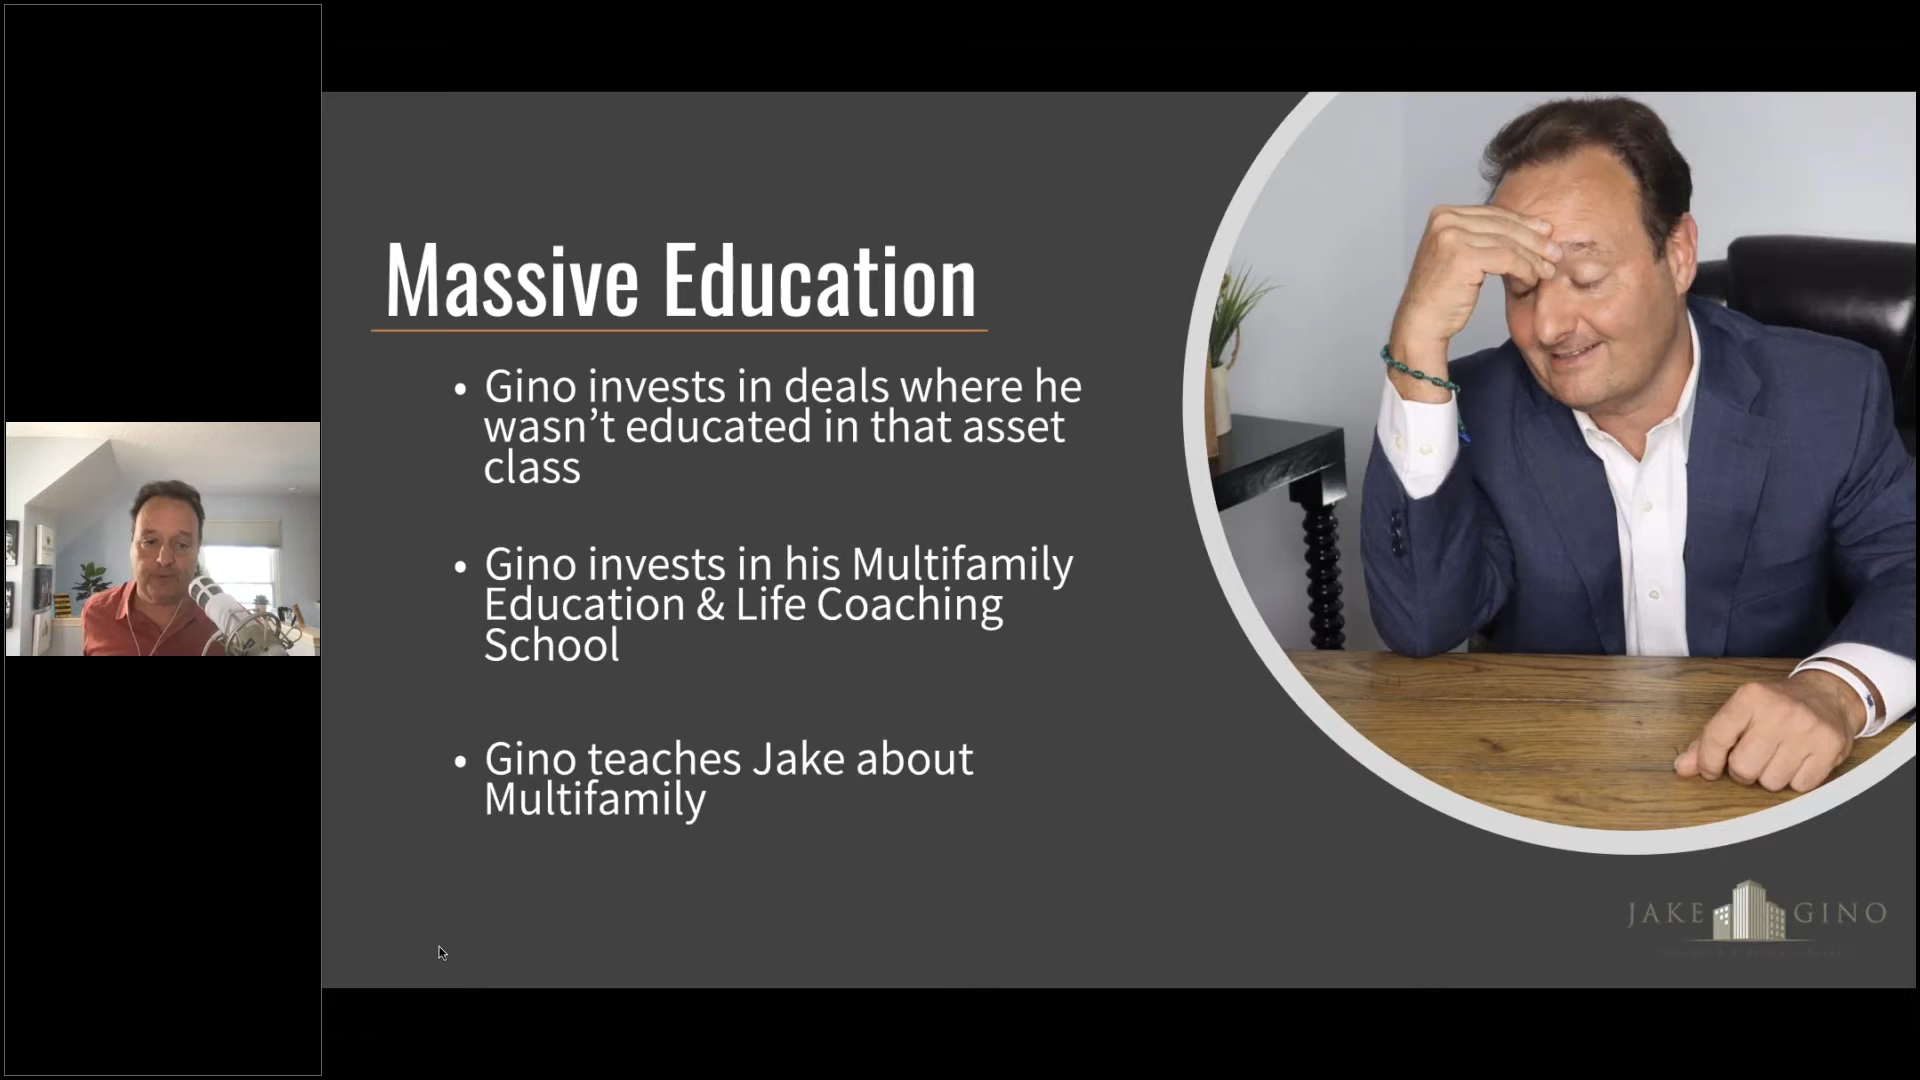 Massive Education
• Gino invests in deals where he
wasn’t educated in that asset
class
• Gino invests in his Multifamily
Education & Life Coaching
School
• Gino teaches Jake about
Multifamily
JAKE GINO